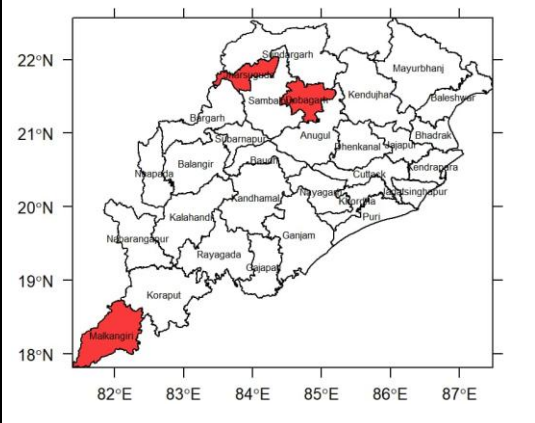 22°N
21°N
20°N
19°N
18°N
Sundargarh
Jharsuguda
Mayurbhanj
Sambalpur
Debagarh
Kendujhar
Baleshwar
Bargarh
Subarnapur
Anugul
Bhadrak
Dhenkanal
Jajapur
Balangir
Baudh
Kendrapara
Nuapada
Cuttack
Kandhamal
Nayagarh
Jagatsinghapur
Khordha
Puri
Kalahandi
Ganjam
Nabarangapur
Rayagada
Gajapati
Koraput
Malkangiri
82°E 83°E 84°E 85°E 86°E 87°E